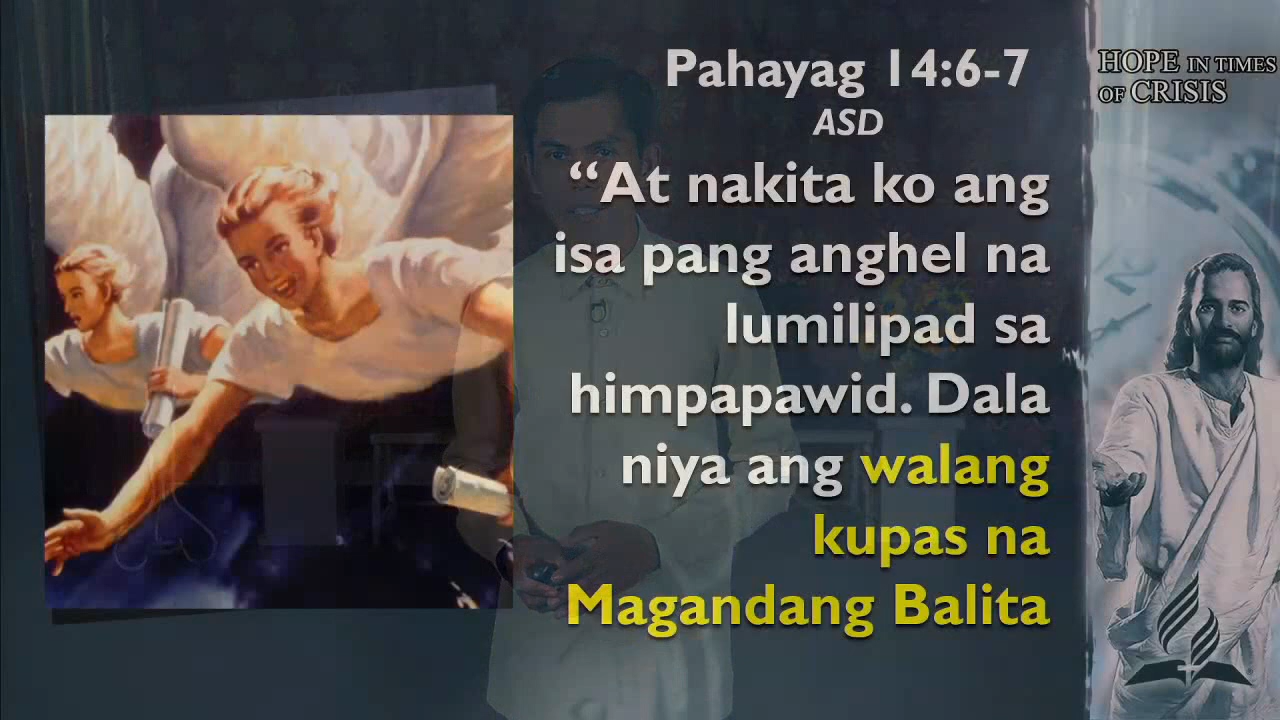 Pahayag 14:6-7
ASD
“At nakita ko ang
isa pang anghel na
lumilipad sa
himpapawid. Dala
niya ang walang
kupas na
Magandang Balita
HOPE IN TIMES
OF CRISIS